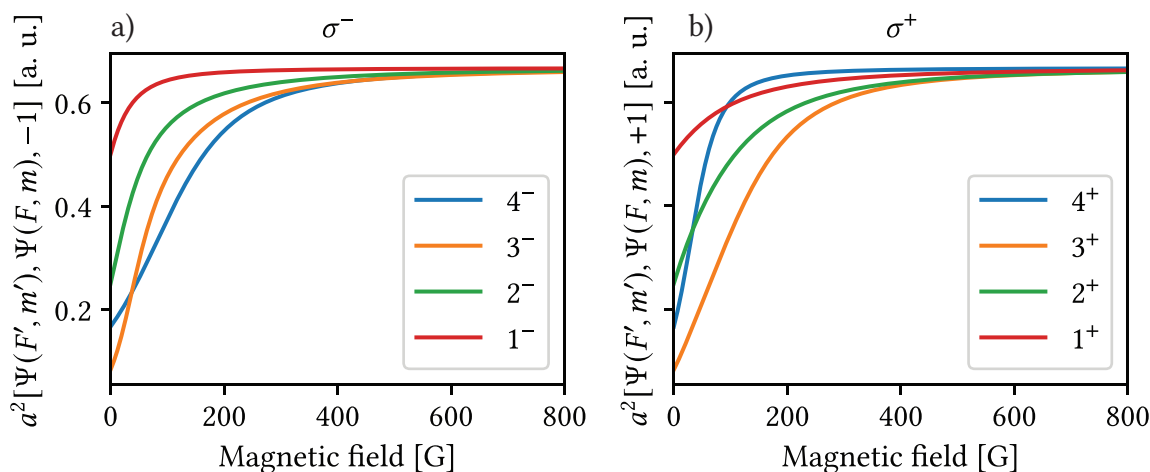 a)
σ⁻
a²[Ψ(F′, m′), Ψ(F, m), −1] [a. u.]
0.6
0.4
0.2
4⁻
3⁻
2⁻
1⁻
0
200
400
600
800
Magnetic field [G]
b)
σ⁺
a²[Ψ(F′, m′), Ψ(F, m), +1] [a. u.]
4⁺
3⁺
2⁺
1⁺
0
200
400
600
800
Magnetic field [G]